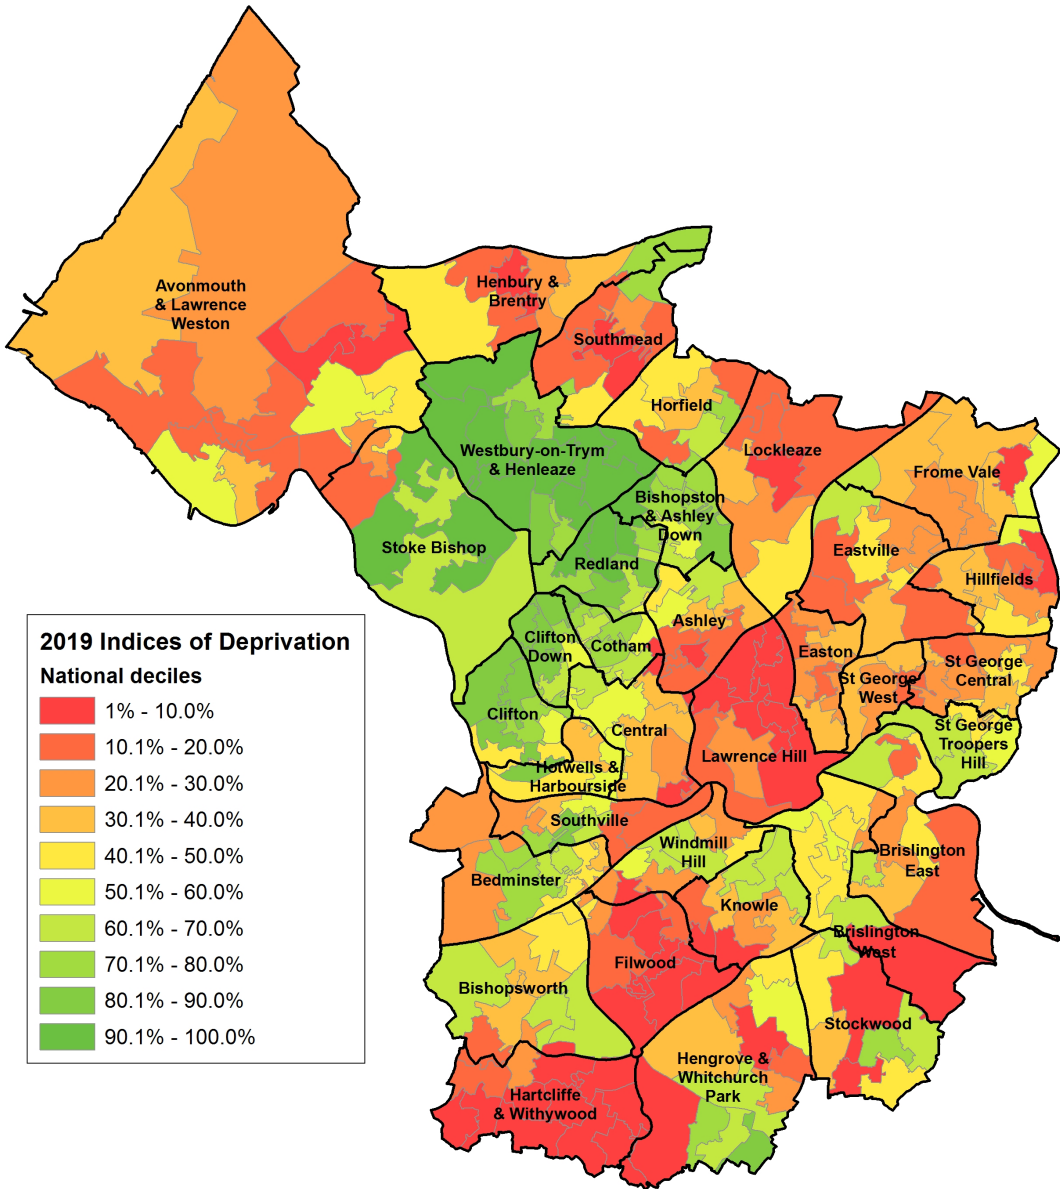 Avonmouth
& Lawrence
Weston
Henbury &
Brentry
Southmead
Horfield
Lockleaze
Westbury-on-Trym
& Henleaze
Frome Vale
Bishopston
& Ashley
Down
Stoke Bishop
Redland
Eastville
Hillfields
Ashley
Clifton
Down
Cotham
Easton
St George
West
St George
Central
Clifton
Central
St George
Troopers
Hill
Lawrence Hill
Hotwells &
Harbourside
Southville
Windmill
Hill
Brislington
East
Bedminster
Knowle
Brislington
West
Filwood
Bishopsworth
Stockwood
Hengrove &
Whitchurch
Park
Hartcliffe
& Withywood
2019 Indices of Deprivation
National deciles
1% - 10.0%
10.1% - 20.0%
20.1% - 30.0%
30.1% - 40.0%
40.1% - 50.0%
50.1% - 60.0%
60.1% - 70.0%
70.1% - 80.0%
80.1% - 90.0%
90.1% - 100.0%